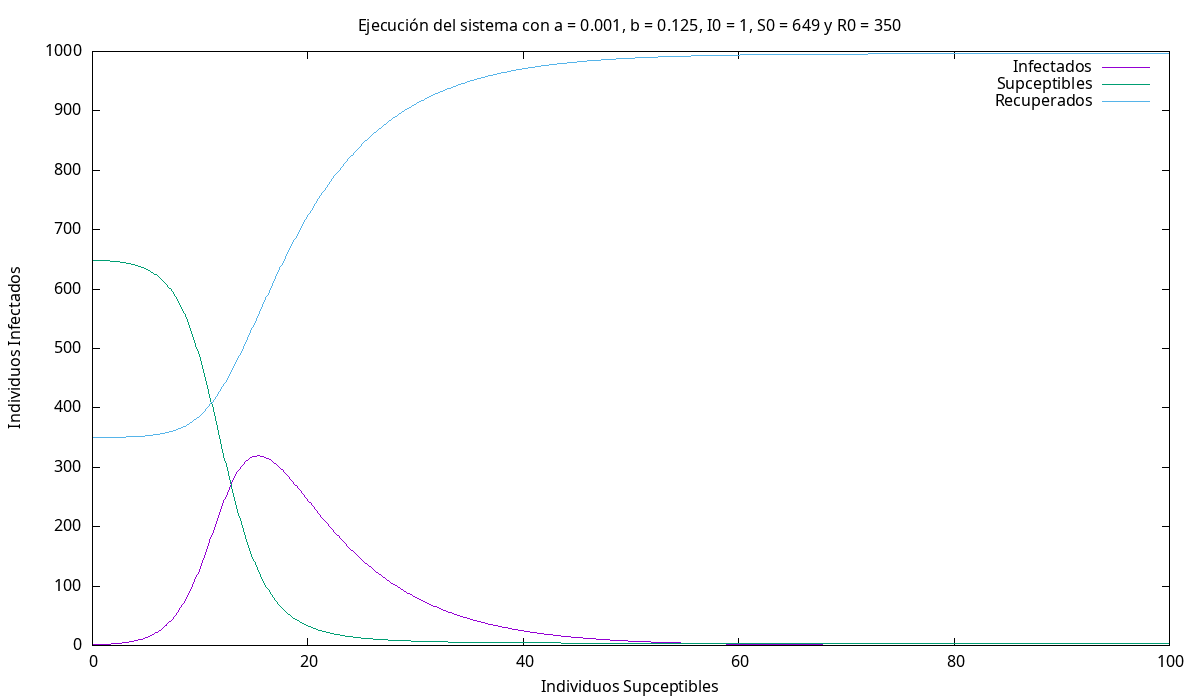 Ejecución del sistema con a = 0.001, b = 0.125, I0 = 1, S0 = 649 y R0 = 350
1000
900
800
700
600
500
400
300
200
100
0
Individuos Infectados
Infectados
Supceptibles
Recuperados
0 20 40 60 80 100
Individuos Supceptibles